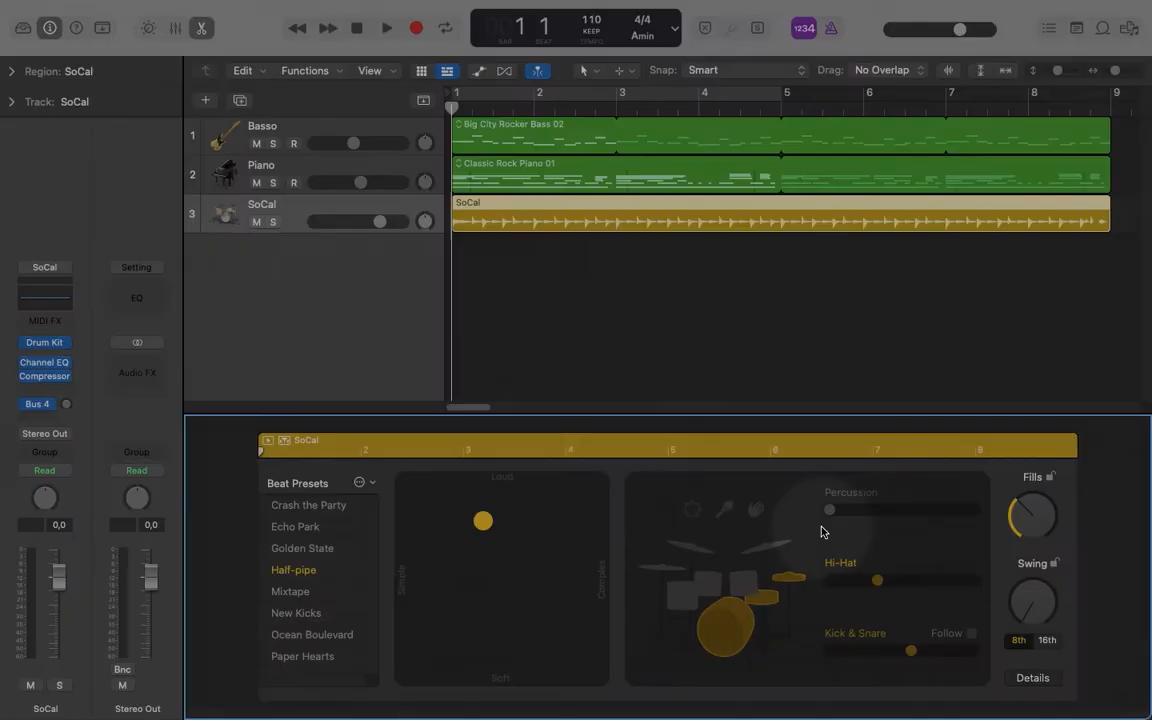 1 1 110 4/4
BAR BEAT KEEP TEMPO Amin
1234
Region: SoCal
Track: SoCal
Edit Functions View Snap: Smart Drag: No Overlap
1 2 3 4 5 6 7 8 9
1 Basso
M S R
Big City Rocker Bass 02
2 Piano
M S R
Classic Rock Piano 01
3 SoCal
M S
SoCal
SoCal Setting
EQ
MIDI FX
Drum Kit
Channel EQ
Compressor
Audio FX
Bus 4
Stereo Out
Group Group
Read Read
0,0 0,0
Bnc
M S M
SoCal Stereo Out
SoCal
2 3 4 5 6 7 8
Beat Presets
Crash the Party
Echo Park
Golden State
Half-pipe
Mixtape
New Kicks
Ocean Boulevard
Paper Hearts
Loud
Simple
Complex
Soft
Percussion
Hi-Hat
Kick & Snare Follow
Fills
Swing
8th 16th
Details